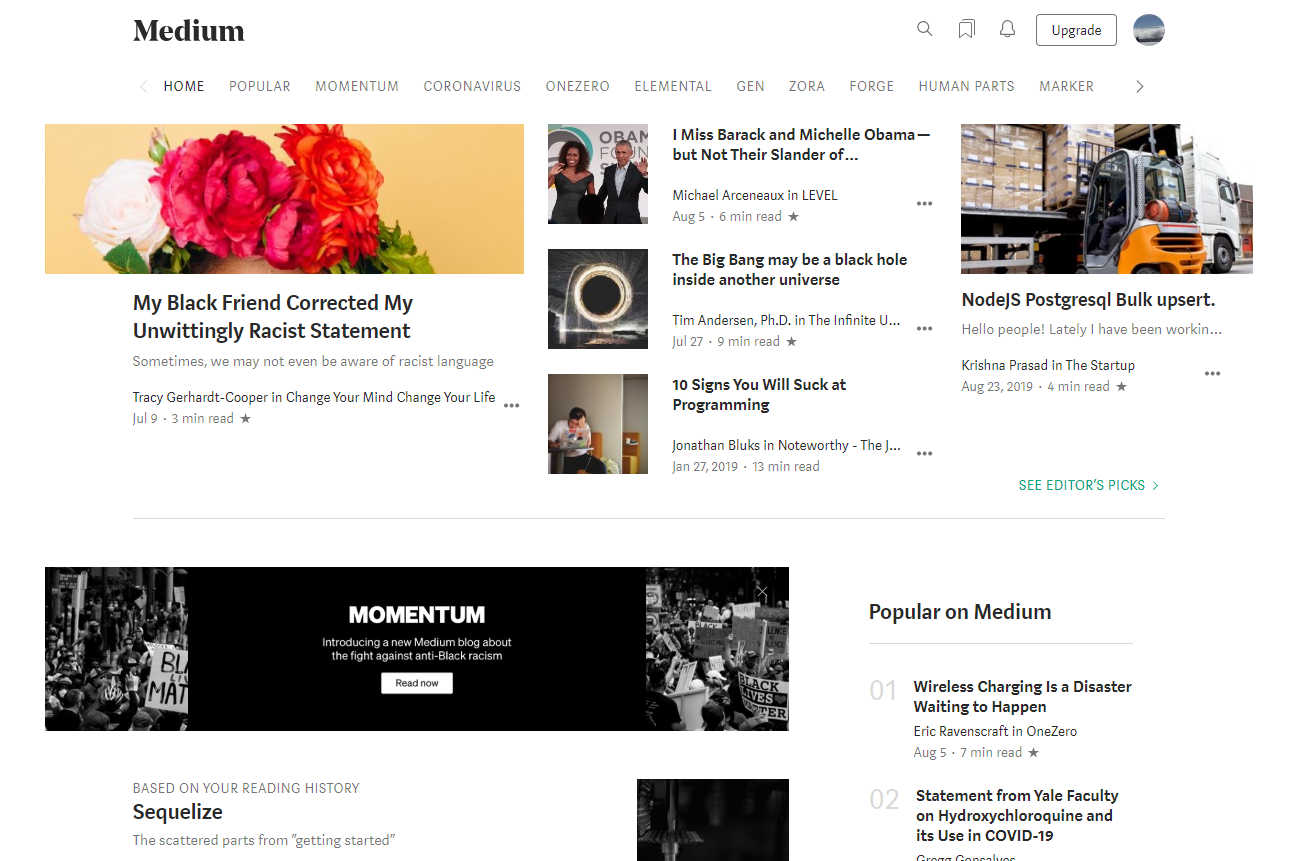 Medium
Upgrade
HOME POPULAR MOMENTUM CORONAVIRUS ONEZERO ELEMENTAL GEN ZORA FORGE HUMAN PARTS MARKER
My Black Friend Corrected My
Unwittingly Racist Statement
Sometimes, we may not even be aware of racist language
Tracy Gerhardt-Cooper in Change Your Mind Change Your Life
Jul 9 · 3 min read ★
OBAMA
FOUN
I Miss Barack and Michelle Obama —
but Not Their Slander of…
Michael Arceneaux in LEVEL
Aug 5 · 6 min read ★
The Big Bang may be a black hole
inside another universe
Tim Andersen, Ph.D. in The Infinite U…
Jul 27 · 9 min read ★
10 Signs You Will Suck at
Programming
Jonathan Bluks in Noteworthy - The J…
Jan 27, 2019 · 13 min read
NodeJS Postgresql Bulk upsert.
Hello people! Lately I have been workin…
Krishna Prasad in The Startup
Aug 23, 2019 · 4 min read ★
SEE EDITOR'S PICKS
BL
MAT
MOMENTUM
Introducing a new Medium blog about
the fight against anti-Black racism
Read now
BLACK
LIVES
MATTER
Popular on Medium
01
Wireless Charging Is a Disaster
Waiting to Happen
Eric Ravenscraft in OneZero
Aug 5 · 7 min read ★
02
Statement from Yale Faculty
on Hydroxychloroquine and
its Use in COVID-19
Gregg Gonsalves
BASED ON YOUR READING HISTORY
Sequelize
The scattered parts from "getting started"